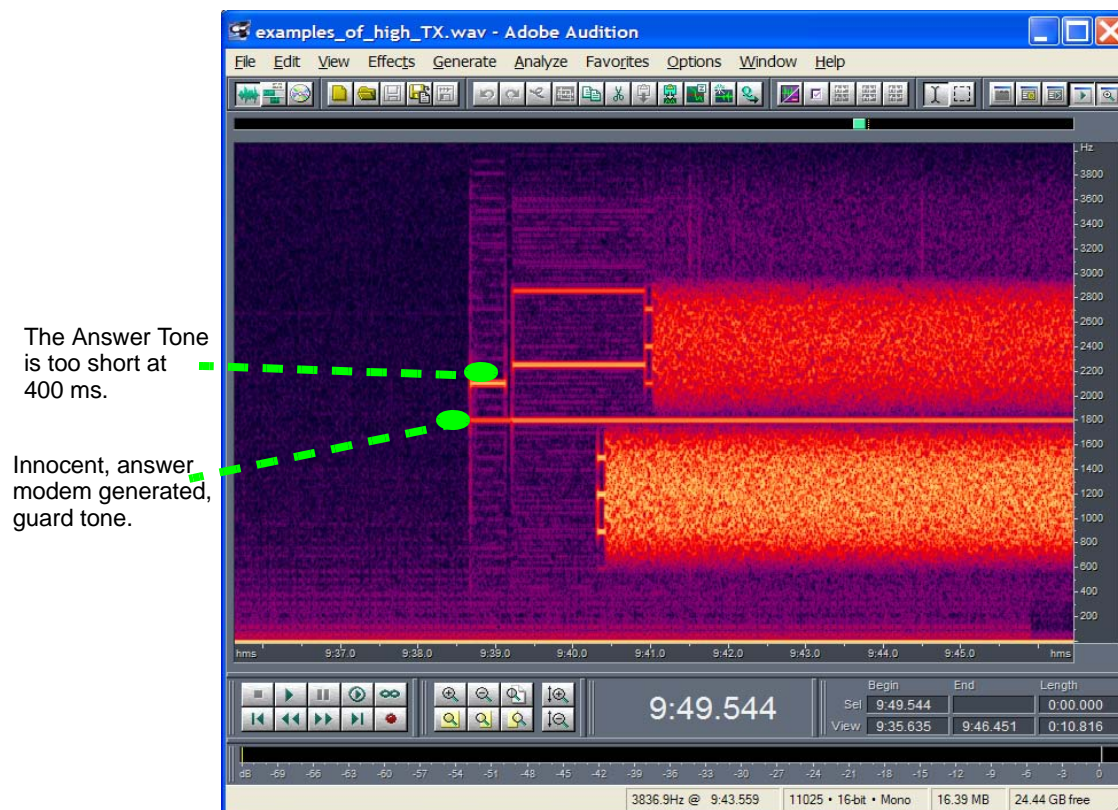 examples_of_high_TX.wav - Adobe Audition
File Edit View Effects Generate Analyze Favorites Options Window Help
Hz
3800
3600
3400
3200
3000
2800
2600
2400
2200
2000
1800
1600
1400
1200
1000
800
600
400
200
The Answer Tone
is too short at
400 ms.
Innocent, answer
modem generated,
guard tone.
hms 9:37.0 9:38.0 9:39.0 9:40.0 9:41.0 9:42.0 9:43.0 9:44.0 9:45.0 hms
9:49.544
Begin End Length
Sel 9:49.544 0:00.000
View 9:35.635 9:46.451 0:10.816
dB -69 -66 -63 -60 -57 -54 -51 -48 -45 -42 -39 -36 -33 -30 -27 -24 -21 -18 -15 -12 -9 -6 -3 0
3836.9Hz @ 9:43.559 11025 • 16-bit • Mono 16.39 MB 24.44 GB free